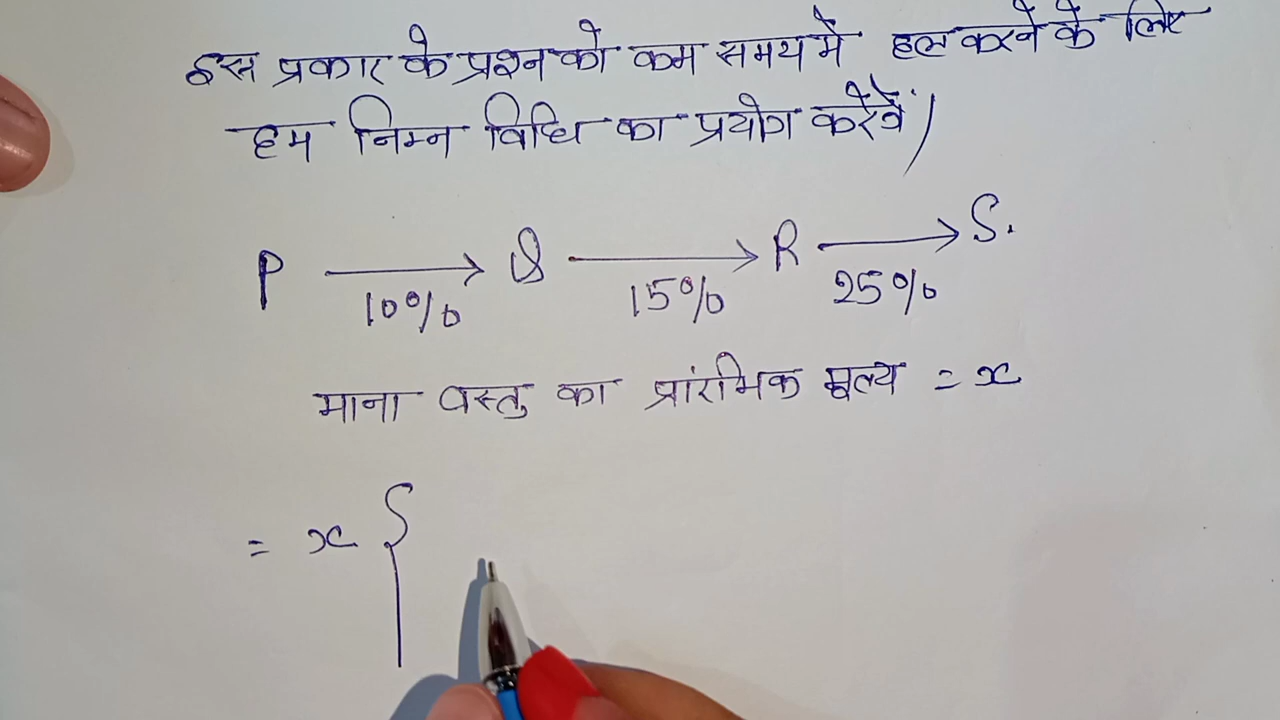 इस प्रकार के प्रश्न को कम समय में हल करने के लिए
हम निम्न विधि का प्रयोग करेंगें।
P → Q → R → S.
10% 15% 25%
माना वस्तु का प्रारंभिक मूल्य = x
= x {